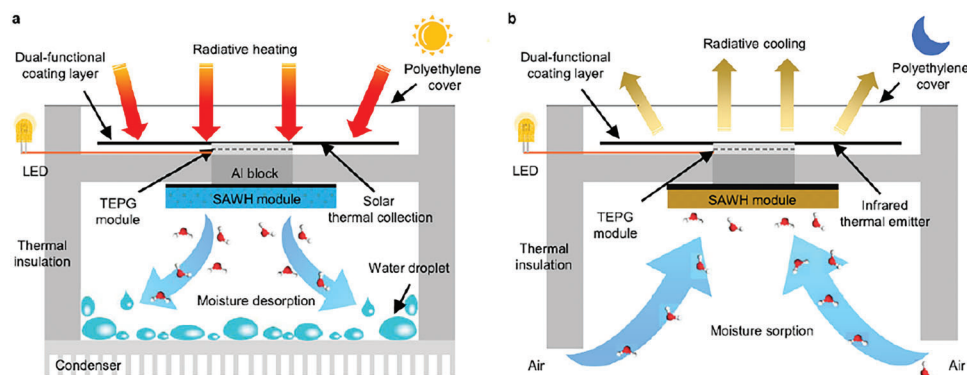 a
Radiative heating
Dual-functional
coating layer
Polyethylene
cover
LED
Al block
SAWH module
TEPG
module
Solar
thermal collection
Thermal
insulation
Water droplet
Moisture desorption
Condenser
b
Radiative cooling
Dual-functional
coating layer
Polyethylene
cover
LED
SAWH module
TEPG
module
Infrared
thermal emitter
Thermal
insulation
Moisture sorption
Air
Air